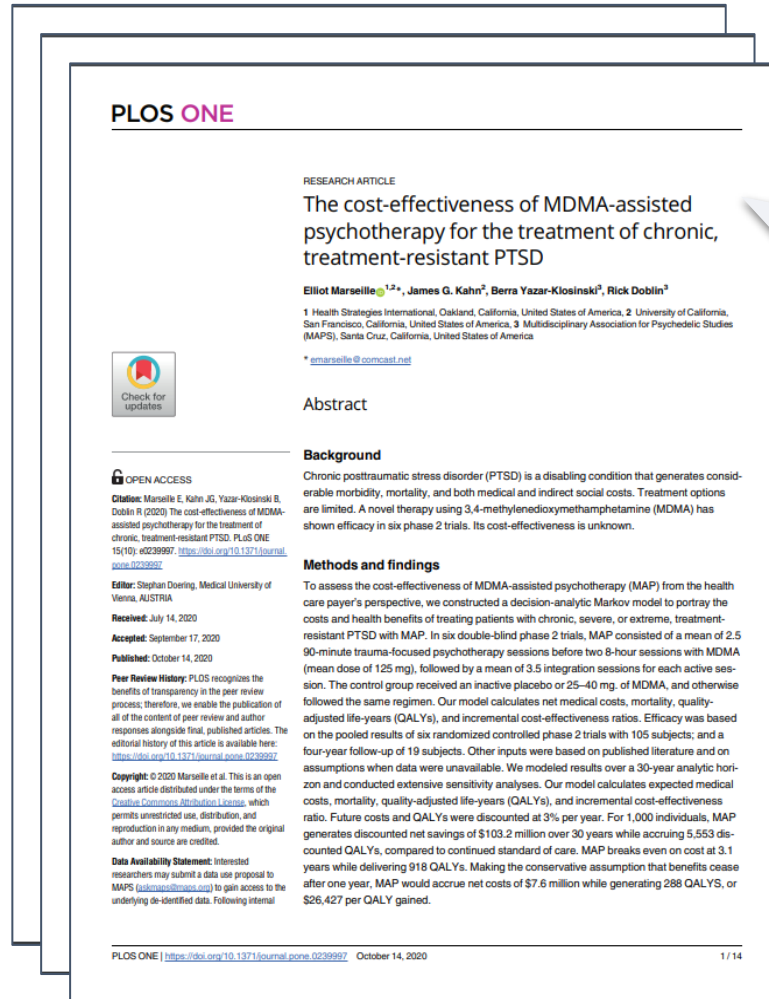 PLOS ONE
RESEARCH ARTICLE
The cost-effectiveness of MDMA-assisted
psychotherapy for the treatment of chronic,
treatment-resistant PTSD
Elliot Marseille 1,2*, James G. Kahn2, Berra Yazar-Klosinski3, Rick Doblin3
1 Health Strategies International, Oakland, California, United States of America, 2 University of California,
San Francisco, California, United States of America, 3 Multidisciplinary Association for Psychedelic Studies
(MAPS), Santa Cruz, California, United States of America
* emarseille@comcast.net
Check for
updates
Abstract
Background
Chronic posttraumatic stress disorder (PTSD) is a disabling condition that generates consid-
erable morbidity, mortality, and both medical and indirect social costs. Treatment options
are limited. A novel therapy using 3,4-methylenedioxymethamphetamine (MDMA) has
shown efficacy in six phase 2 trials. Its cost-effectiveness is unknown.
Methods and findings
To assess the cost-effectiveness of MDMA-assisted psychotherapy (MAP) from the health
care payer's perspective, we constructed a decision-analytic Markov model to portray the
costs and health benefits of treating patients with chronic, severe, or extreme, treatment-
resistant PTSD with MAP. In six double-blind phase 2 trials, MAP consisted of a mean of 2.5
90-minute trauma-focused psychotherapy sessions before two 8-hour sessions with MDMA
(mean dose of 125 mg), followed by a mean of 3.5 integration sessions for each active ses-
sion. The control group received an inactive placebo or 25–40 mg. of MDMA, and otherwise
followed the same regimen. Our model calculates net medical costs, mortality, quality-
adjusted life-years (QALYs), and incremental cost-effectiveness ratios. Efficacy was based
on the pooled results of six randomized controlled phase 2 trials with 105 subjects; and a
four-year follow-up of 19 subjects. Other inputs were based on published literature and on
assumptions when data were unavailable. We modeled results over a 30-year analytic hori-
zon and conducted extensive sensitivity analyses. Our model calculates expected medical
costs, mortality, quality-adjusted life-years (QALYs), and incremental cost-effectiveness
ratio. Future costs and QALYs were discounted at 3% per year. For 1,000 individuals, MAP
generates discounted net savings of $103.2 million over 30 years while accruing 5,553 dis-
counted QALYs, compared to continued standard of care. MAP breaks even on cost at 3.1
years while delivering 918 QALYs. Making the conservative assumption that benefits cease
after one year, MAP would accrue net costs of $7.6 million while generating 288 QALYS, or
$26,427 per QALY gained.
OPEN ACCESS
Citation: Marseille E, Kahn JG, Yazar-Klosinski B,
Doblin R (2020) The cost-effectiveness of MDMA-
assisted psychotherapy for the treatment of
chronic, treatment-resistant PTSD. PLoS ONE
15(10): e0239997. https://doi.org/10.1371/journal.
pone.0239997
Editor: Stephan Doering, Medical University of
Vienna, AUSTRIA
Received: July 14, 2020
Accepted: September 17, 2020
Published: October 14, 2020
Peer Review History: PLOS recognizes the
benefits of transparency in the peer review
process; therefore, we enable the publication of
all of the content of peer review and author
responses alongside final, published articles. The
editorial history of this article is available here:
https://doi.org/10.1371/journal.pone.0239997
Copyright: © 2020 Marseille et al. This is an open
access article distributed under the terms of the
Creative Commons Attribution License, which
permits unrestricted use, distribution, and
reproduction in any medium, provided the original
author and source are credited.
Data Availability Statement: Interested
researchers may submit a data use proposal to
MAPS (askmaps@maps.org) to gain access to the
underlying de-identified data. Following internal
PLOS ONE | https://doi.org/10.1371/journal.pone.0239997 October 14, 2020
1 / 14